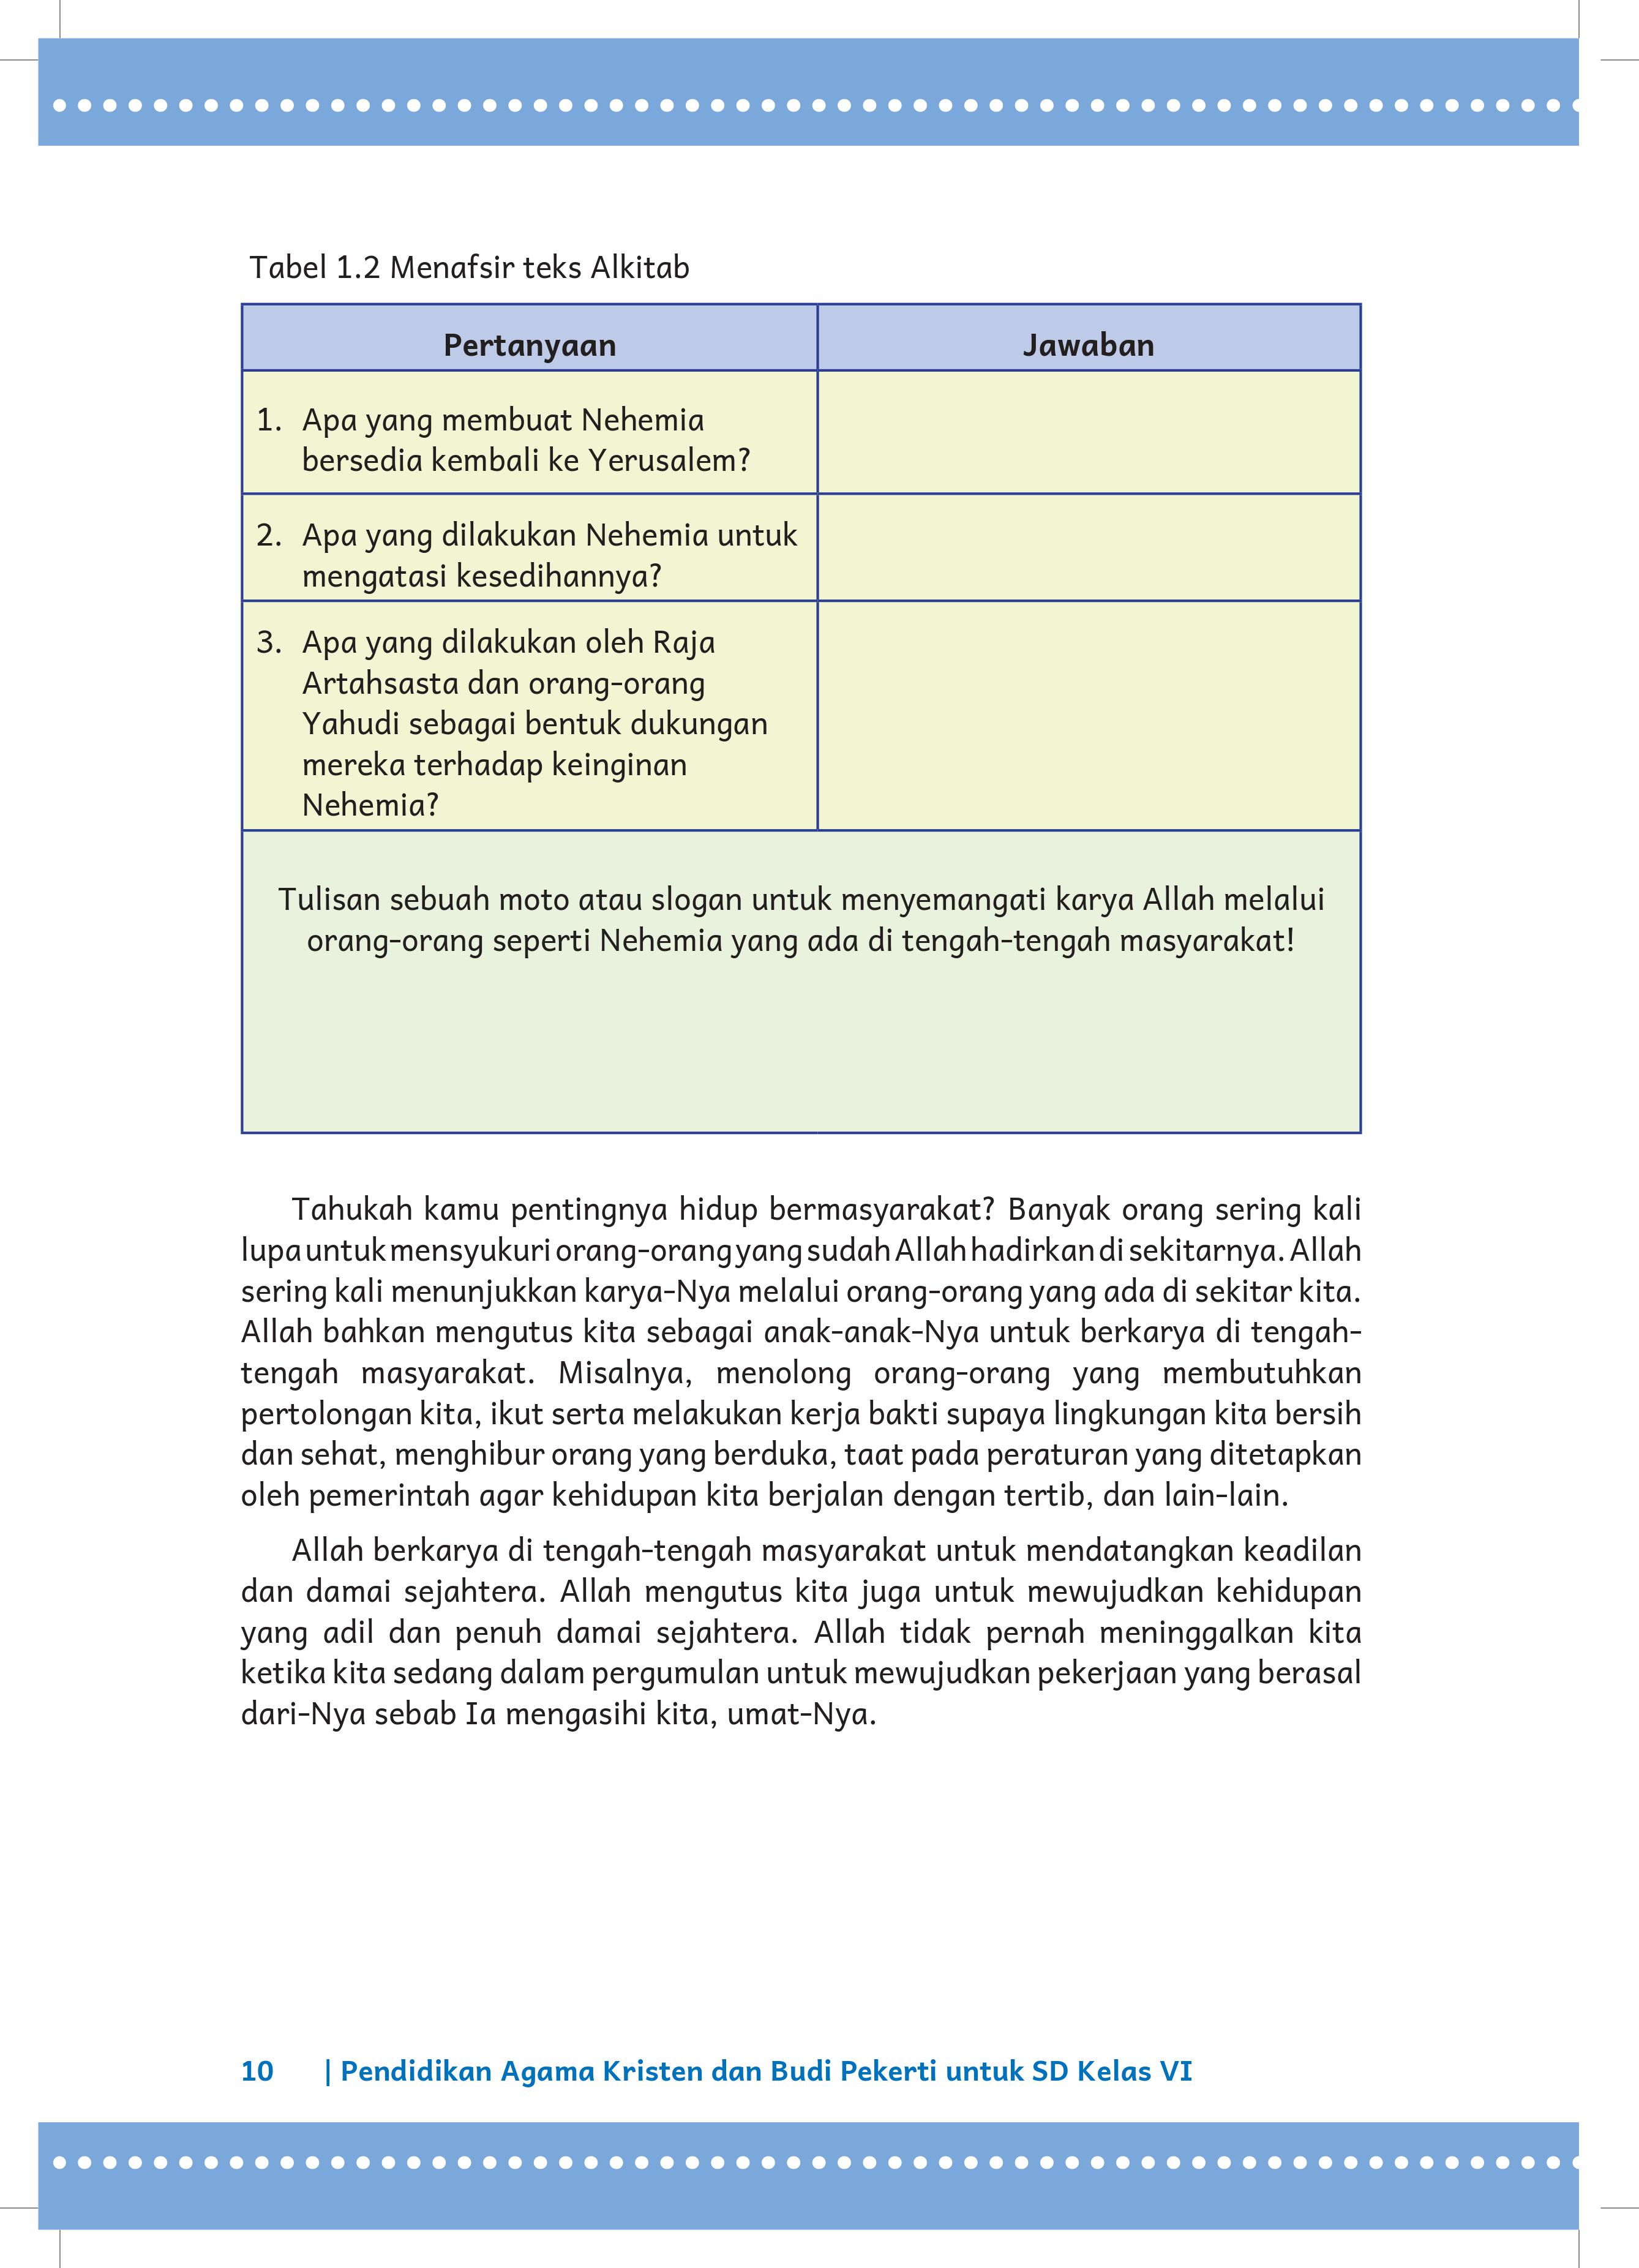 Tabel 1.2 Menafsir teks Alkitab
Pertanyaan
Jawaban
1. Apa yang membuat Nehemia
bersedia kembali ke Yerusalem?
2. Apa yang dilakukan Nehemia untuk
mengatasi kesedihannya?
3. Apa yang dilakukan oleh Raja
Artahsasta dan orang-orang
Yahudi sebagai bentuk dukungan
mereka terhadap keinginan
Nehemia?
Tulisan sebuah moto atau slogan untuk menyemangati karya Allah melalui
orang-orang seperti Nehemia yang ada di tengah-tengah masyarakat!
Tahukah kamu pentingnya hidup bermasyarakat? Banyak orang sering kali
lupa untuk mensyukuri orang-orang yang sudah Allah hadirkan di sekitarnya. Allah
sering kali menunjukkan karya-Nya melalui orang-orang yang ada di sekitar kita.
Allah bahkan mengutus kita sebagai anak-anak-Nya untuk berkarya di tengah-
tengah masyarakat. Misalnya, menolong orang-orang yang membutuhkan
pertolongan kita, ikut serta melakukan kerja bakti supaya lingkungan kita bersih
dan sehat, menghibur orang yang berduka, taat pada peraturan yang ditetapkan
oleh pemerintah agar kehidupan kita berjalan dengan tertib, dan lain-lain.
Allah berkarya di tengah-tengah masyarakat untuk mendatangkan keadilan
dan damai sejahtera. Allah mengutus kita juga untuk mewujudkan kehidupan
yang adil dan penuh damai sejahtera. Allah tidak pernah meninggalkan kita
ketika kita sedang dalam pergumulan untuk mewujudkan pekerjaan yang berasal
dari-Nya sebab Ia mengasihi kita, umat-Nya.
10 | Pendidikan Agama Kristen dan Budi Pekerti untuk SD Kelas VI